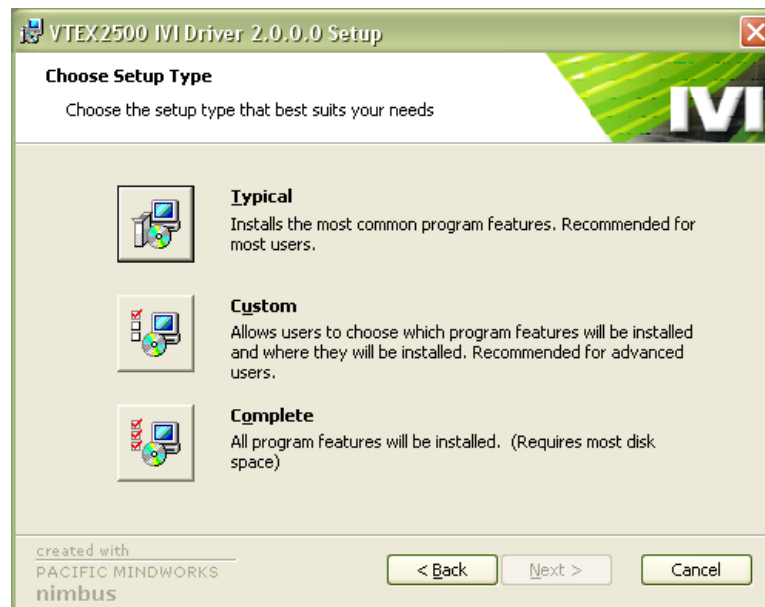 VTEX2500 IVI Driver 2.0.0.0 Setup
Choose Setup Type
Choose the setup type that best suits your needs
IVI
Typical
Installs the most common program features. Recommended for
most users.
Custom
Allows users to choose which program features will be installed
and where they will be installed. Recommended for advanced
users.
Complete
All program features will be installed. (Requires most disk
space)
created with
PACIFIC MINDWORKS
nimbus
< Back
Next >
Cancel